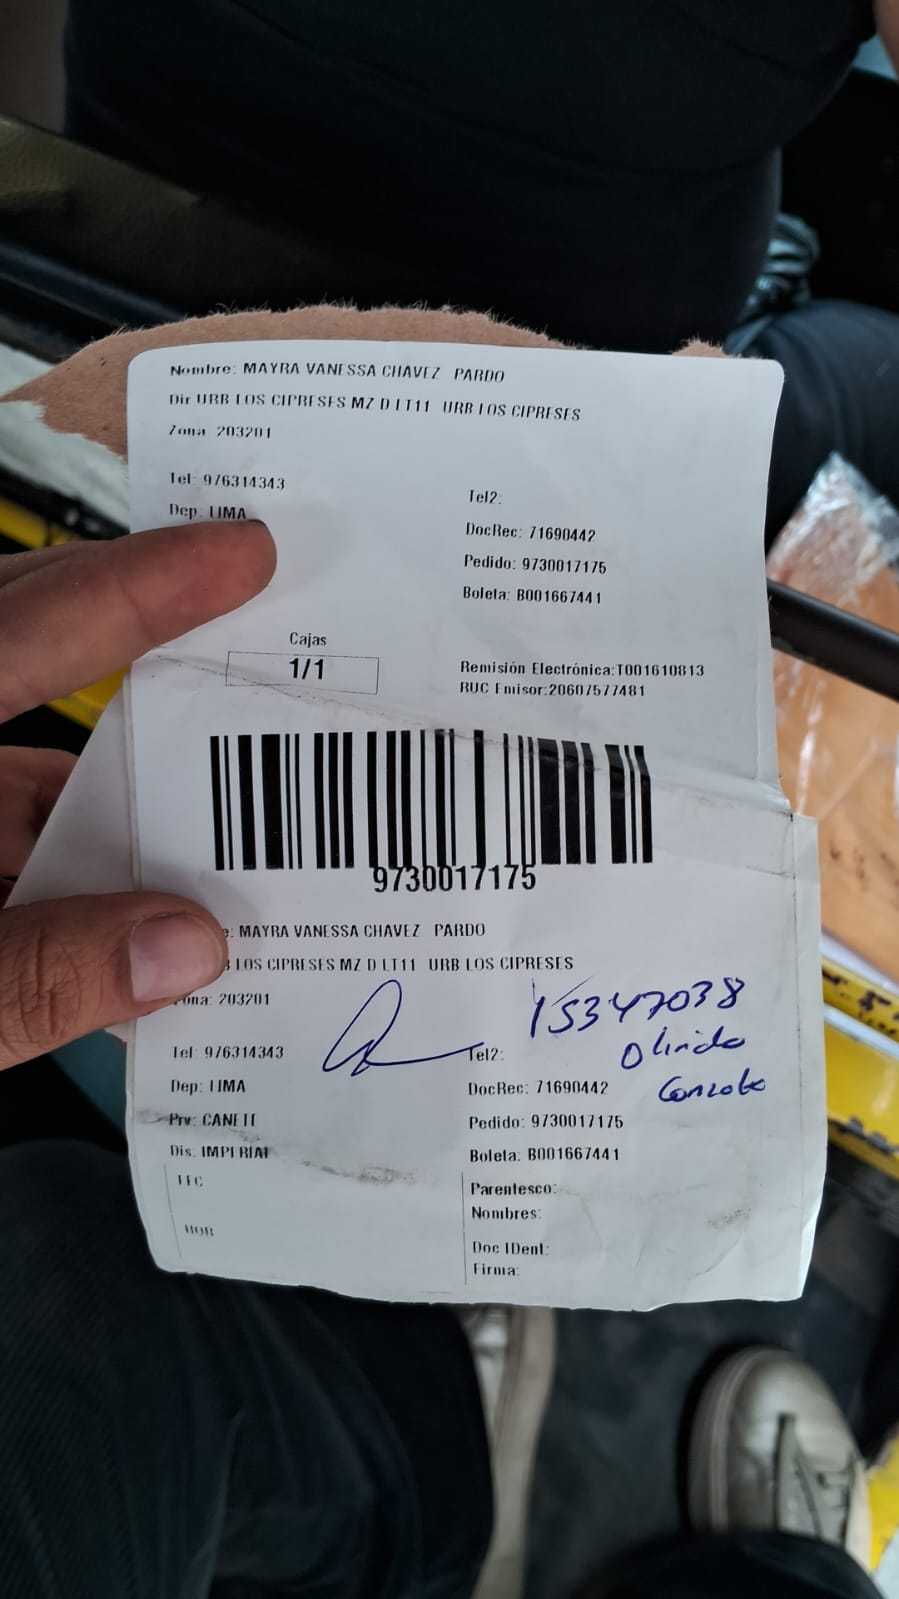 Nombre: MAYRA VANESSA CHAVEZ PARDO
Dir URB LOS CIPRESES MZ D LT11 URB LOS CIPRESES
Zona: 203201
Tel: 976314343
Tel2:
Dep: LIMA
DocRec: 71690442
Pedido: 9730017175
Boleta: B001667441
Cajas
1/1
Remisión Electrónica:T001610813
RUC Emisor:20607577481
9730017175
e: MAYRA VANESSA CHAVEZ PARDO
B LOS CIPRESES MZ D LT11 URB LOS CIPRESES
Zona: 203201
15347038
Olinda
Tel: 976314343
Tel2:
Dep: LIMA
DocRec: 71690442
Prv: CANETE
Pedido: 9730017175
Dis: IMPERIAL
Boleta: B001667441
Parentesco:
Nombres:
Doc IDent:
Firma: